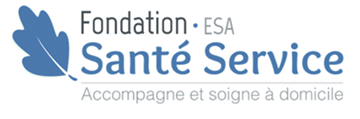 Fondation • ESA
Santé Service
Accompagne et soigne à domicile